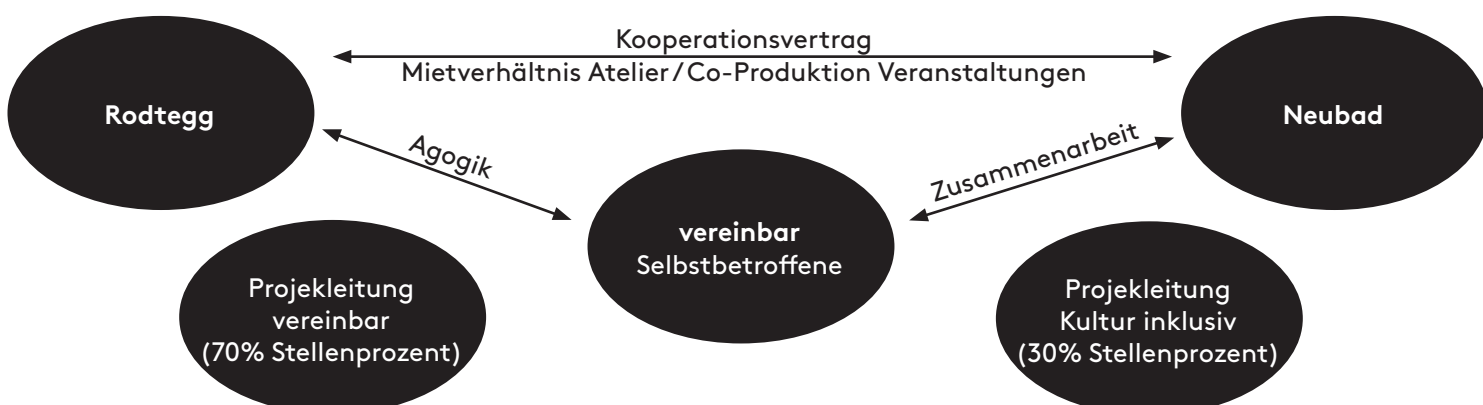 Kooperationsvertrag
Mietverhältnis Atelier / Co-Produktion Veranstaltungen
Rodtegg
Neubad
Agogik
Zusammenarbeit
vereinbar
Selbstbetroffene
Projekleitung
vereinbar
(70% Stellenprozent)
Projekleitung
Kultur inklusiv
(30% Stellenprozent)